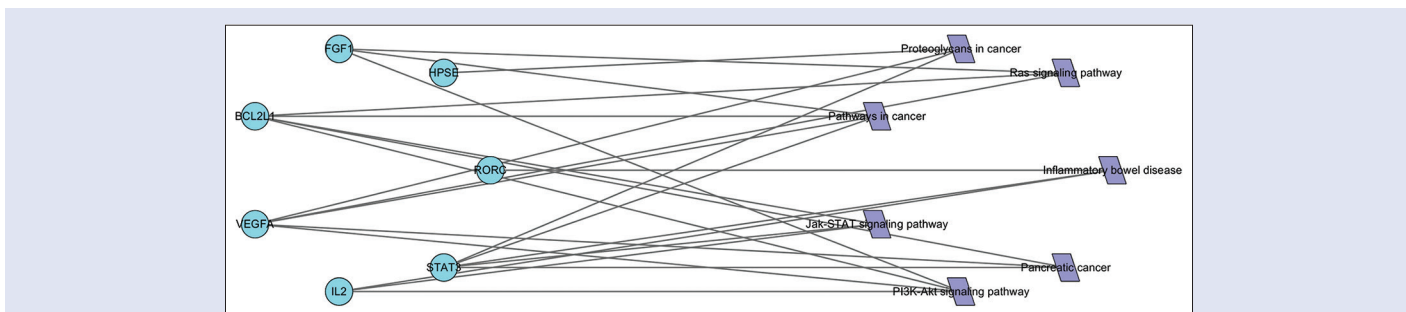 FGF1
Proteoglycans in cancer
HPSE
Ras signaling pathway
BCL2L1
Pathways in cancer
RORC
Inflammatory bowel disease
VEGFA
Jak-STAT signaling pathway
STAT3
Pancreatic cancer
IL2
PI3K-Akt signaling pathway